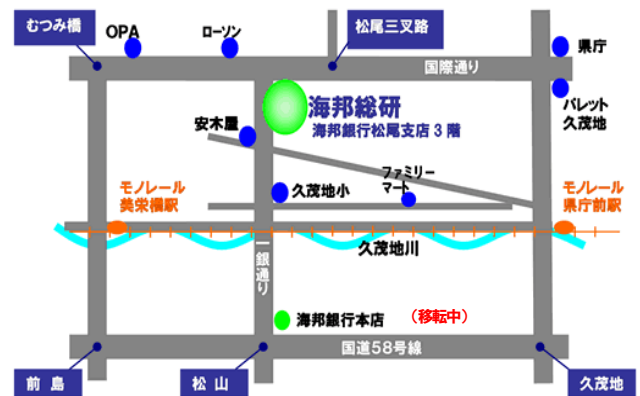 むつみ橋
OPA
ローソン
松尾三叉路
県庁
国際通り
海邦総研
海邦銀行松尾支店3階
パレット
久茂地
安木屋
ファミリー
マート
久茂地小
モノレール
美栄橋駅
モノレール
県庁前駅
久茂地川
一銀通り
海邦銀行本店
（移転中）
国道58号線
前島
松山
久茂地